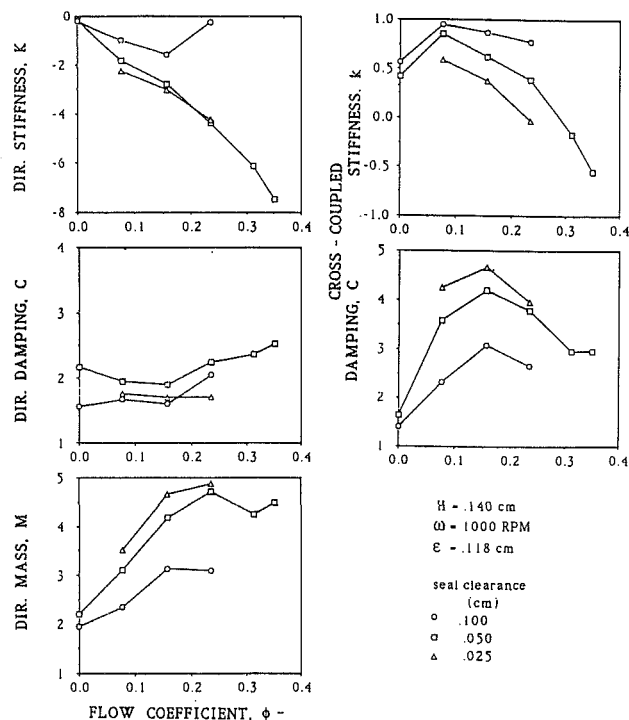 DIR. STIFFNESS, K
0
-2
-4
-6
-8
0.0 0.1 0.2 0.3 0.4
CROSS - COUPLED
STIFFNESS, k
1.0
0.5
0.0
-0.5
-1.0
0.0 0.1 0.2 0.3 0.4
DIR. DAMPING, C
4
3
2
1
0.0 0.1 0.2 0.3 0.4
DAMPING, C
5
4
3
2
1
0.0 0.1 0.2 0.3 0.4
DIR. MASS, M
5
4
3
2
1
0.0 0.1 0.2 0.3 0.4
FLOW COEFFICIENT, ϕ -
H = .140 cm
ω = 1000 RPM
ε = .118 cm
seal clearance
(cm)
.100
.050
.025